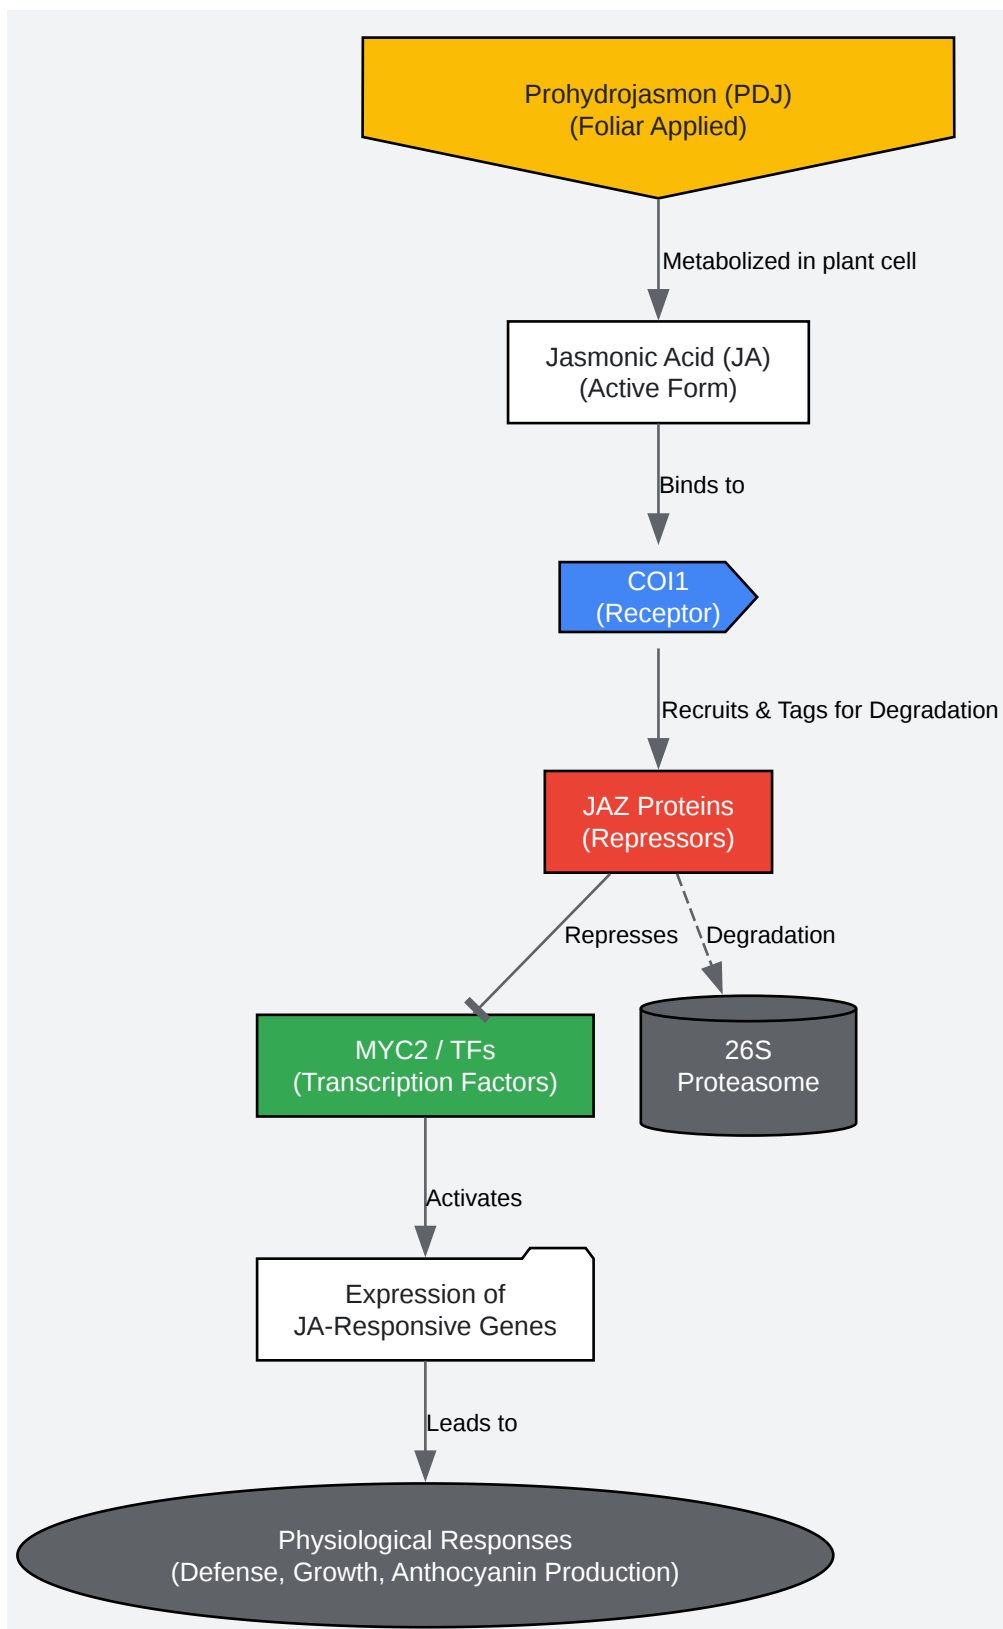 Prohydrojasmon (PDJ)
(Foliar Applied)
Metabolized in plant cell
Jasmonic Acid (JA)
(Active Form)
Binds to
COI1
(Receptor)
Recruits & Tags for Degradation
JAZ Proteins
(Repressors)
Represses
Degradation
MYC2 / TFs
(Transcription Factors)
26S
Proteasome
Activates
Expression of
JA-Responsive Genes
Leads to
Physiological Responses
(Defense, Growth, Anthocyanin Production)